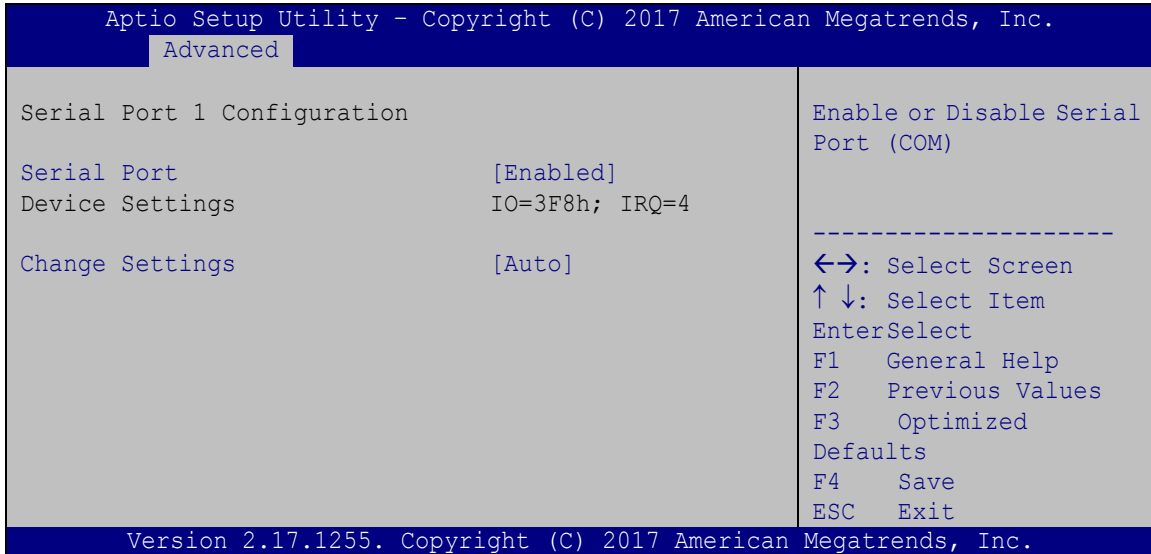 Aptio Setup Utility – Copyright (C) 2017 American Megatrends, Inc.
Advanced
Serial Port 1 Configuration
Serial Port [Enabled]
Device Settings IO=3F8h; IRQ=4
Change Settings [Auto]
Enable or Disable Serial
Port (COM)
---------------------
←→: Select Screen
↑ ↓: Select Item
EnterSelect
F1 General Help
F2 Previous Values
F3 Optimized
Defaults
F4 Save
ESC Exit
Version 2.17.1255. Copyright (C) 2017 American Megatrends, Inc.